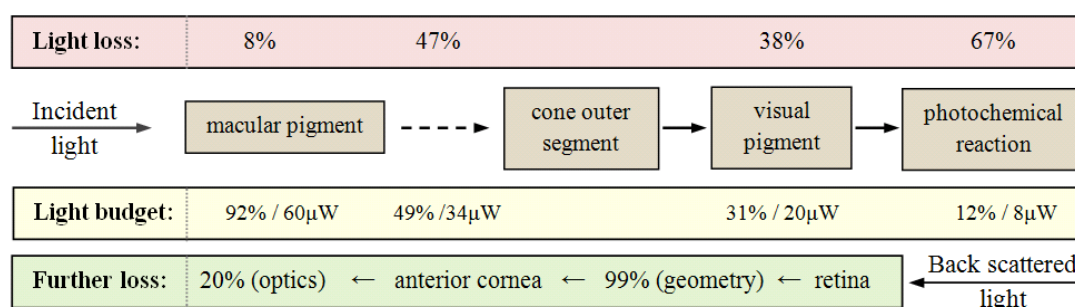 Light loss: 8% 47% 38% 67%
Incident
light
macular pigment
cone outer
segment
visual
pigment
photochemical
reaction
Light budget: 92% / 60μW 49% /34μW 31% / 20μW 12% / 8μW
Further loss: 20% (optics) ← anterior cornea ← 99% (geometry) ← retina
Back scattered
light